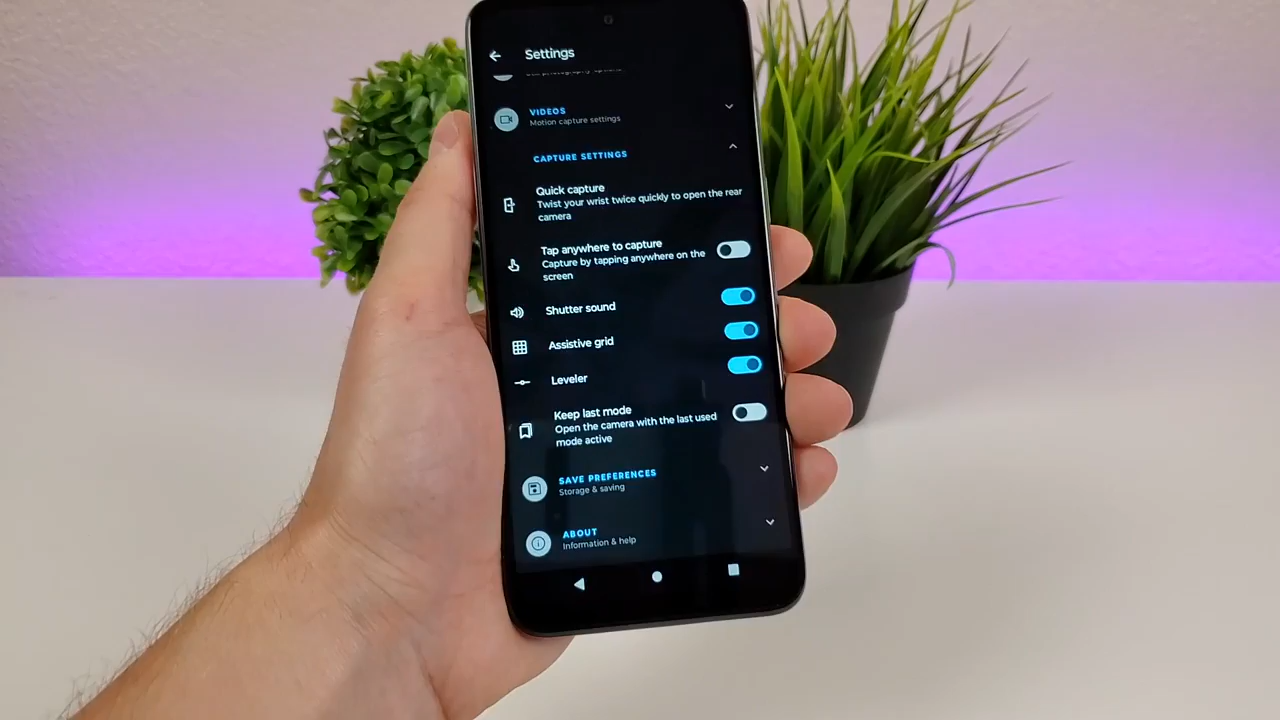 Settings
VIDEOS
Motion capture settings
CAPTURE SETTINGS
Quick capture
Twist your wrist twice quickly to open the rear
camera
Tap anywhere to capture
Capture by tapping anywhere on the
screen
Shutter sound
Assistive grid
Leveler
Keep last mode
Open the camera with the last used
mode active
SAVE PREFERENCES
Storage & saving
ABOUT
Information & help